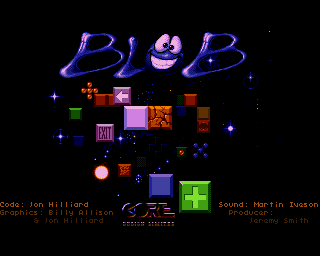 BLOB
EXIT
Code: Jon Hilliard
Graphics: Billy Allison
& Jon Hilliard
CORE
DESIGN LIMITED
Sound: Martin Iveson
Producer:
Jeremy Smith